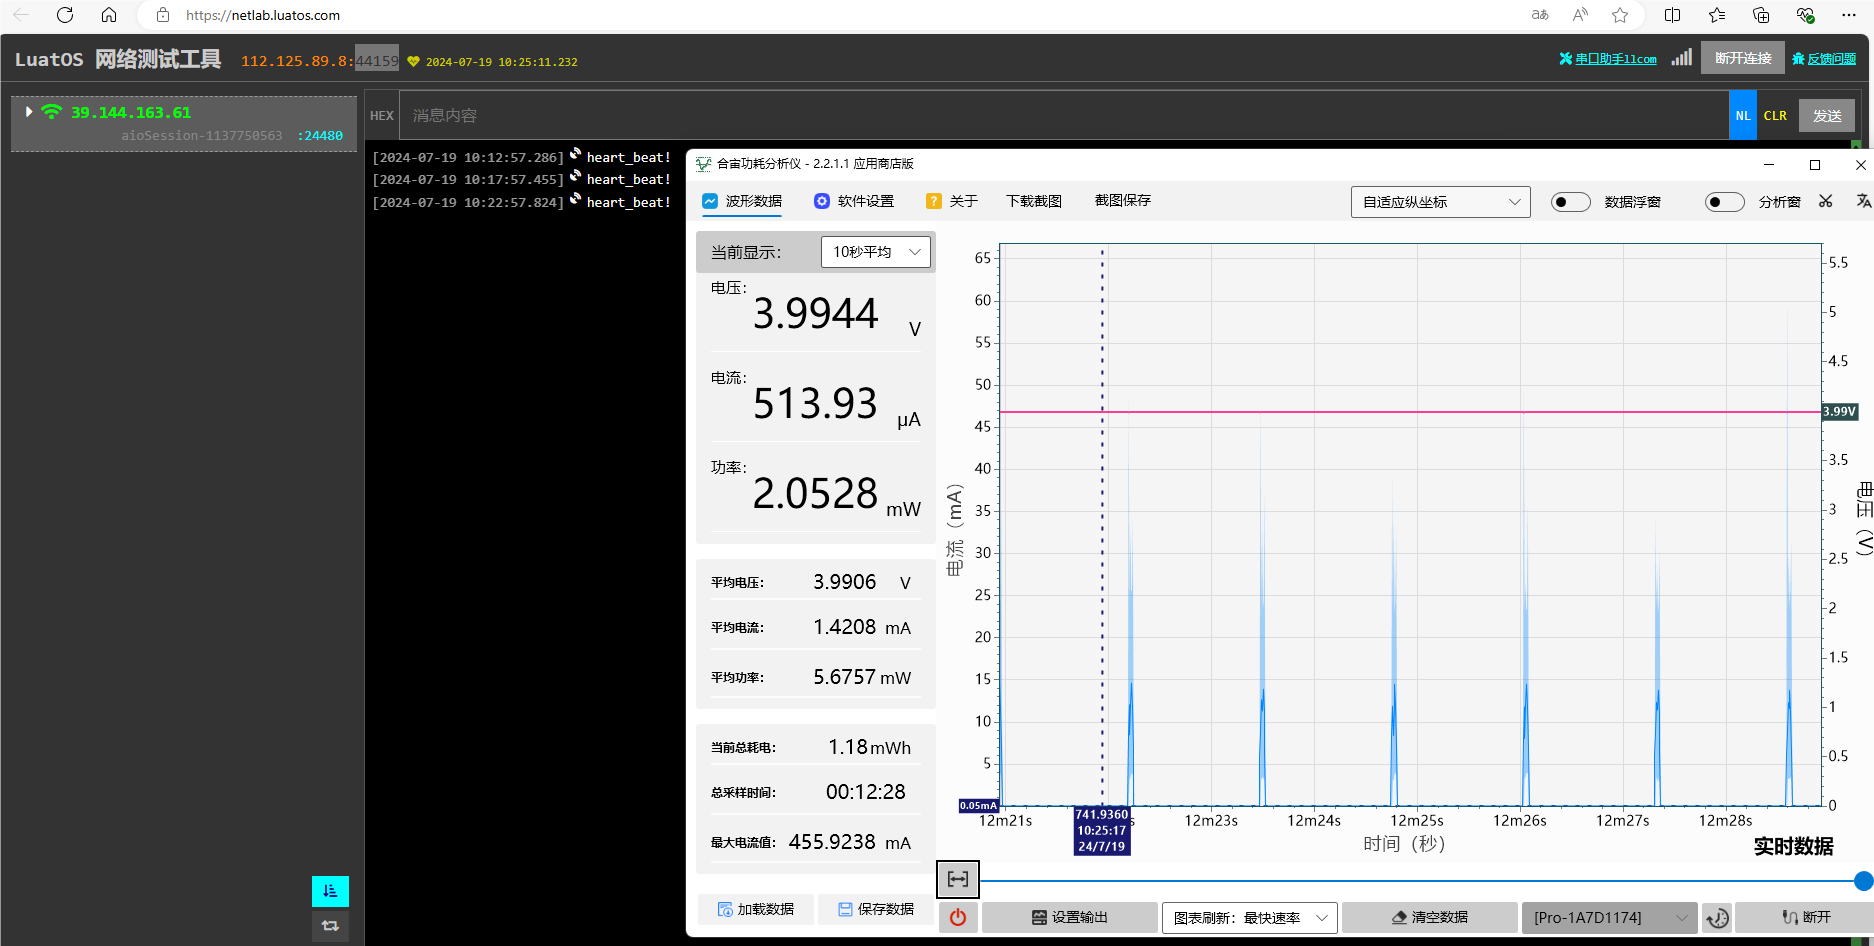 https://netlab.luatos.com
LuatOS 网络测试工具 112.125.89.8:44159 2024-07-19 10:25:11.232 串口助手llcom 断开连接 反馈问题
39.144.163.61
aioSession-1137750563 :24480
HEX 消息内容 NL CLR 发送
[2024-07-19 10:12:57.286] heart_beat!
[2024-07-19 10:17:57.455] heart_beat!
[2024-07-19 10:22:57.824] heart_beat!
合宙功耗分析仪 - 2.2.1.1 应用商店版
波形数据 软件设置 关于 下载截图 截图保存 自适应纵坐标 数据浮窗 分析窗
当前显示: 10秒平均
电压:
3.9944 V
电流:
513.93 μA
功率:
2.0528 mW
平均电压: 3.9906 V
平均电流: 1.4208 mA
平均功率: 5.6757 mW
当前总耗电: 1.18 mWh
总采样时间: 00:12:28
最大电流值: 455.9238 mA
加载数据 保存数据
电流 (mA)
65
60
55
50
45
40
35
30
25
20
15
10
5
0.05mA
5.5
5
4.5
3.99V
3.5
3
2.5
2
1.5
1
0.5
0
电压 (V)
12m21s 12m23s 12m24s 12m25s 12m26s 12m27s 12m28s
741.9360
10:25:17
24/7/19
时间 (秒)
实时数据
设置输出 图表刷新: 最快速率 清空数据 [Pro-1A7D1174] 断开